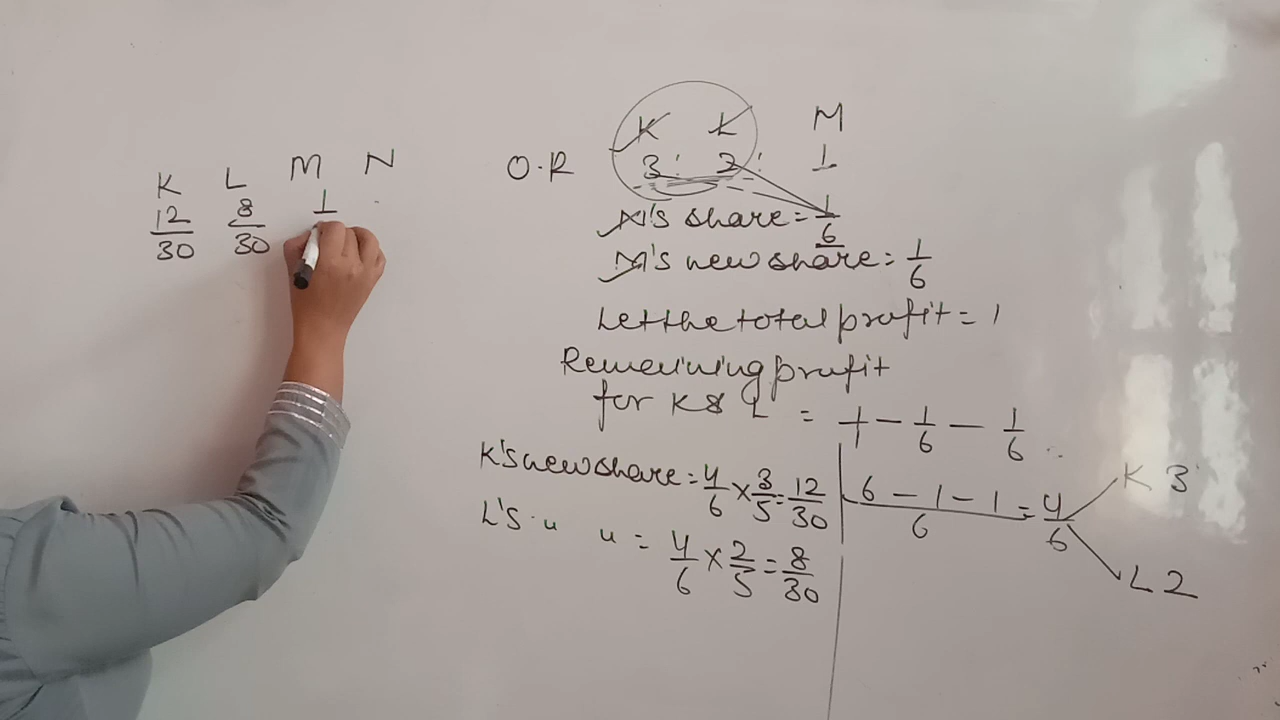 K L M N
12/30 8/30 1
O.R K L M
3: 2: 1
N's share = 1/6
M's new share = 1/6
Let the total profit = 1
Remaining profit
for K & L = 1/1 - 1/6 - 1/6
6 - 1 - 1/6 = 4/6 K 3
L 2
K's new share = 4/6 × 3/5 = 12/30
L's " " = 4/6 × 2/5 = 8/30